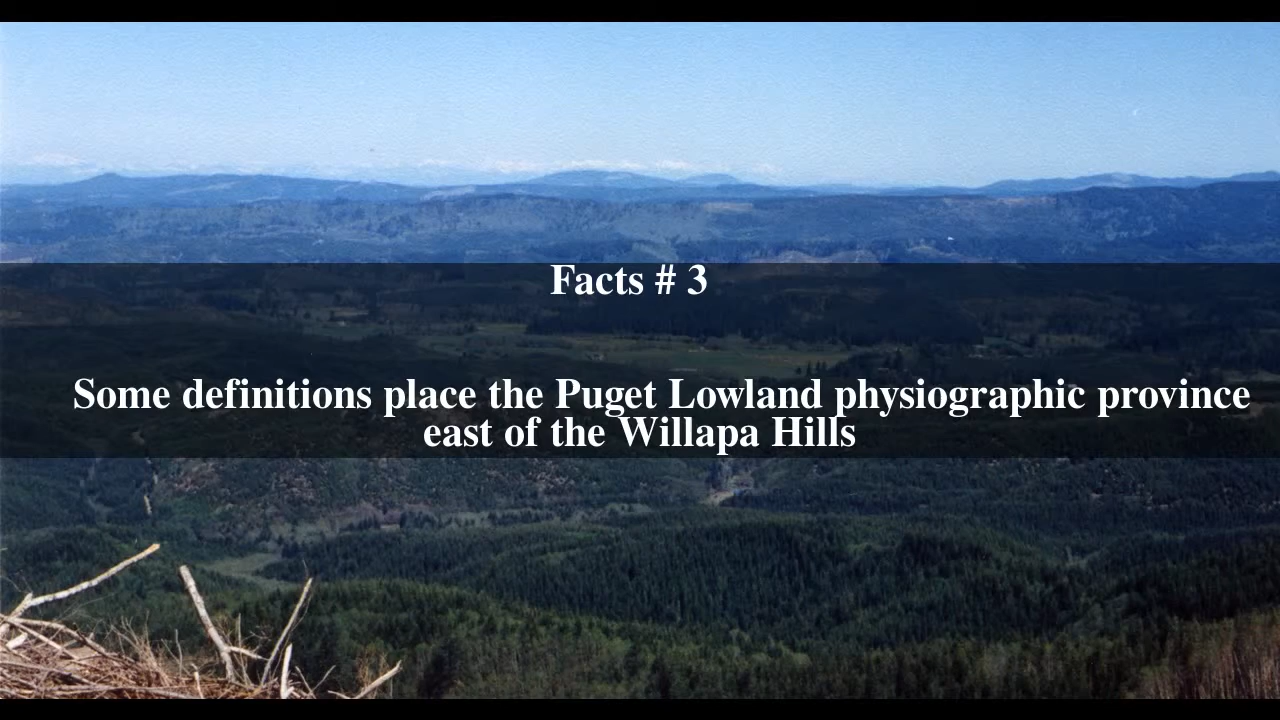 Facts # 3
Some definitions place the Puget Lowland physiographic province
east of the Willapa Hills